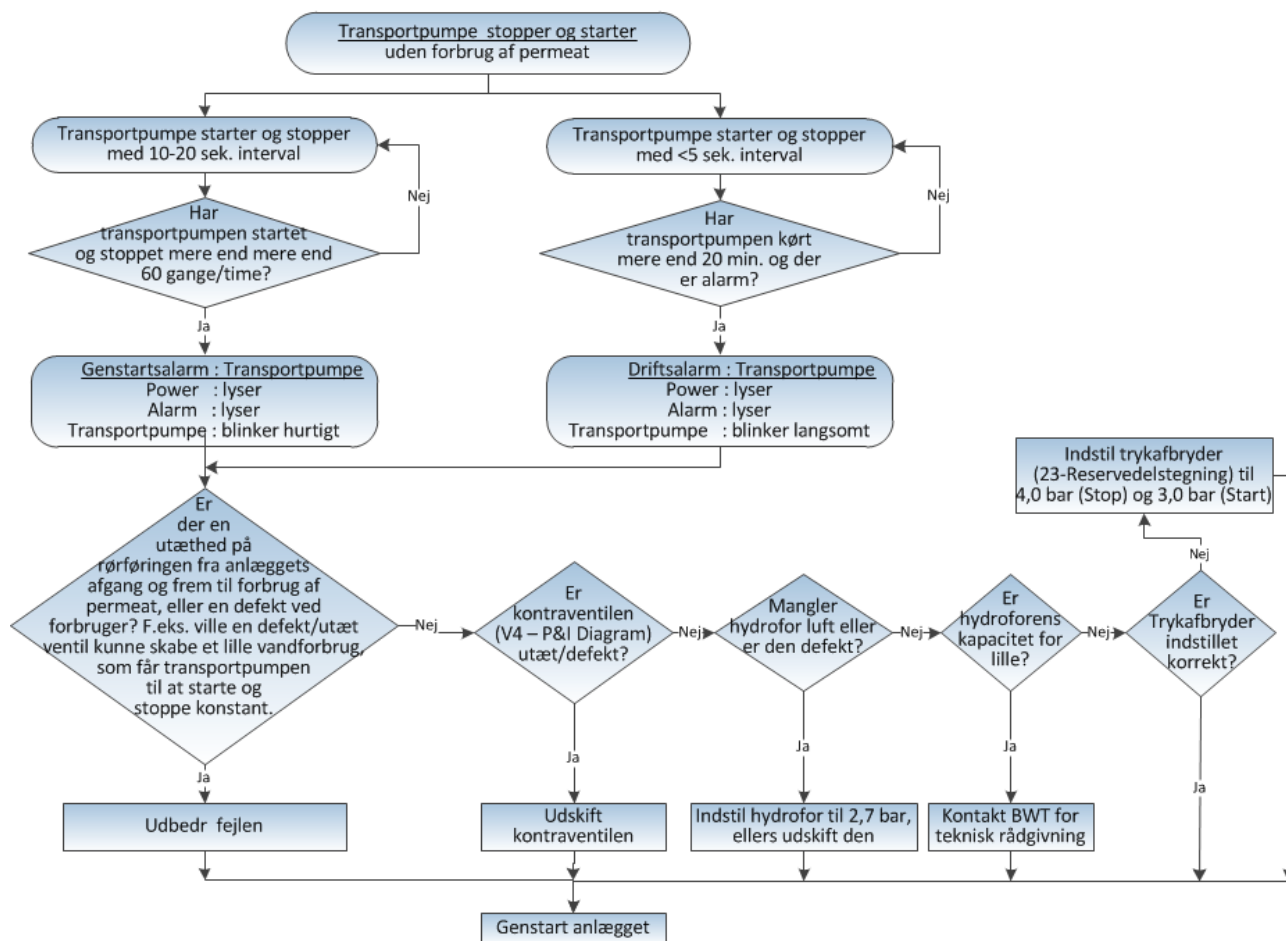 Transportpumpe stopper og starter
uden forbrug af permeat
Transportpumpe starter og stopper
med 10-20 sek. interval
Transportpumpe starter og stopper
med <5 sek. interval
Nej
Nej
Har
transportpumpen startet
og stoppet mere end mere end
60 gange/time?
Har
transportpumpen kørt
mere end 20 min. og der
er alarm?
Ja
Ja
Genstartsalarm : Transportpumpe
Power : lyser
Alarm : lyser
Transportpumpe : blinker hurtigt
Driftsalarm : Transportpumpe
Power : lyser
Alarm : lyser
Transportpumpe : blinker langsomt
Indstil trykafbryder
(23-Reservedelstegning) til
4,0 bar (Stop) og 3,0 bar (Start)
Nej
Er
der en
utæthed på
rørføringen fra anlæggets
afgang og frem til forbrug af
permeat, eller en defekt ved
forbruger? F.eks. ville en defekt/utæt
ventil kunne skabe et lille vandforbrug,
som får transportpumpen
til at starte og
stoppe konstant.
Nej
Er
kontraventilen
(V4 – P&I Diagram)
utæt/defekt?
Nej
Mangler
hydrofor luft eller
er den defekt?
Nej
Er
hydroforens
kapacitet for
lille?
Nej
Er
Trykafbryder
indstillet
korrekt?
Ja
Ja
Ja
Ja
Ja
Udbedr fejlen
Udskift
kontraventilen
Indstil hydrofor til 2,7 bar,
ellers udskift den
Kontakt BWT for
teknisk rådgivning
Genstart anlægget